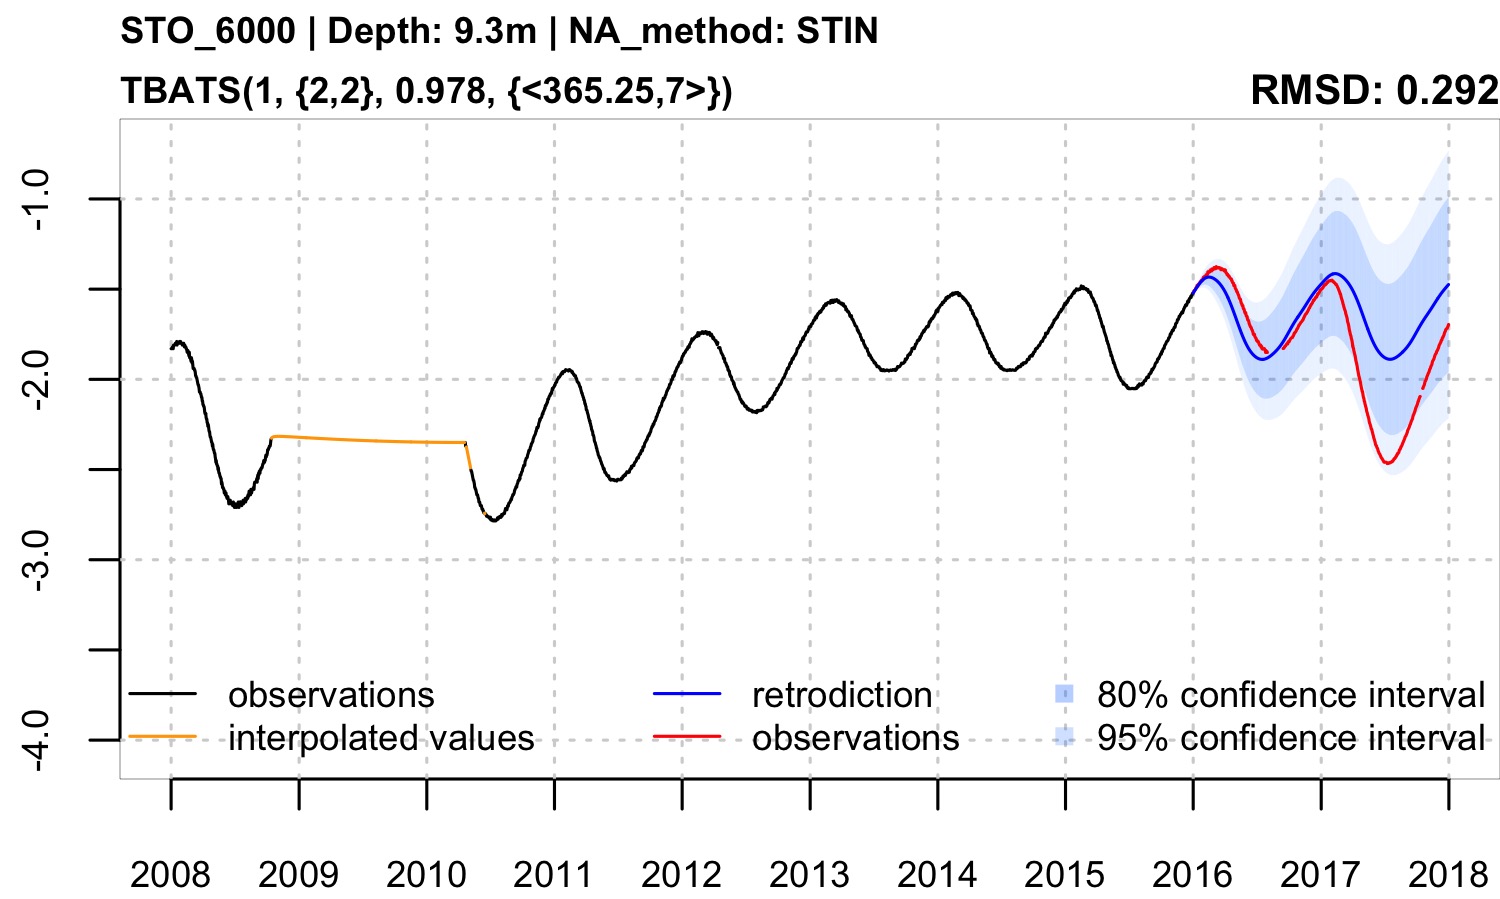 STO_6000 | Depth: 9.3m | NA_method: STIN
TBATS(1, {2,2}, 0.978, {<365.25,7>})
RMSD: 0.292
-1.0
-2.0
-3.0
-4.0
observations
interpolated values
retrodiction
observations
80% confidence interval
95% confidence interval
2008 2009 2010 2011 2012 2013 2014 2015 2016 2017 2018